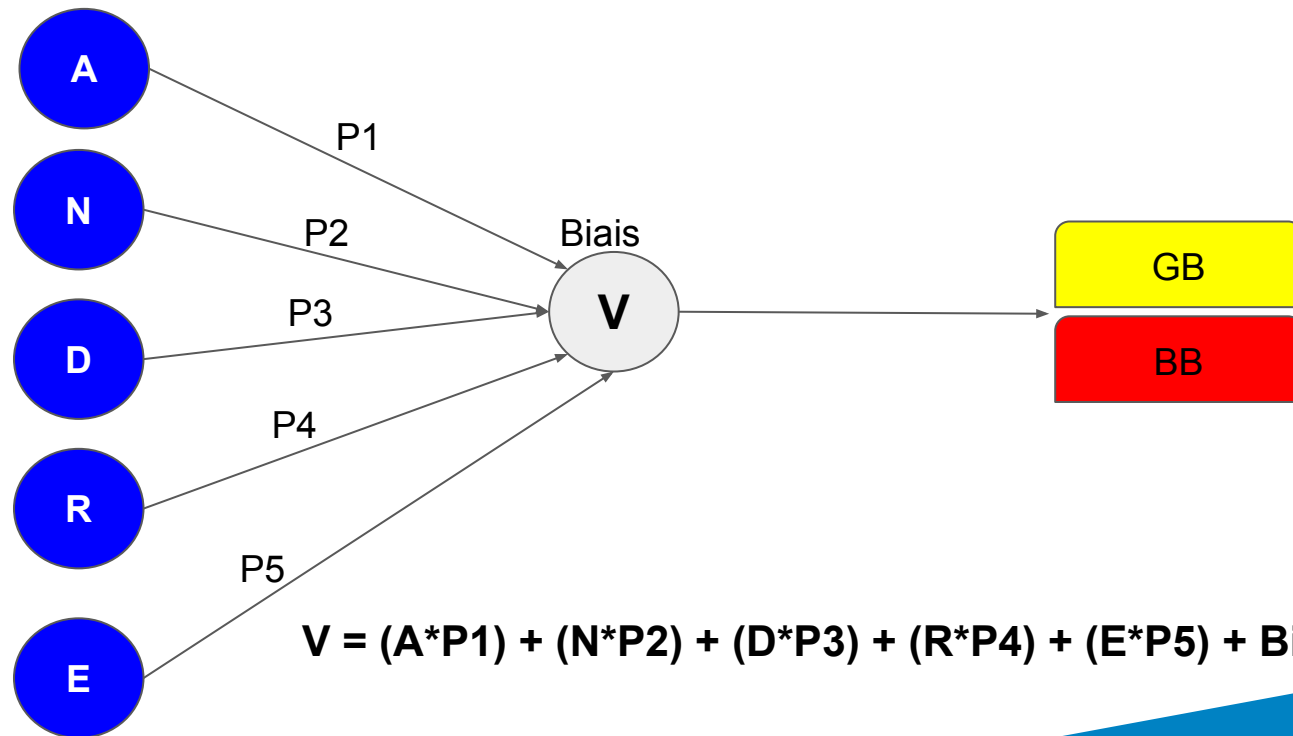 A
P1
N
P2
Biais
GB
V
P3
D
BB
P4
R
P5
V = (A*P1) + (N*P2) + (D*P3) + (R*P4) + (E*P5) + Bi
E